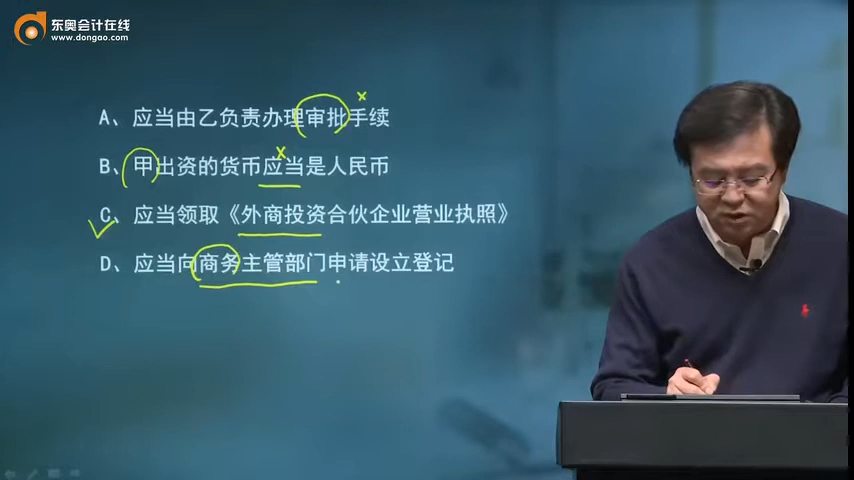 东奥会计在线
www.dongao.com
A、应当由乙负责办理审批手续
B、甲出资的货币应当是人民币
C、应当领取《外商投资合伙企业营业执照》
D、应当向商务主管部门申请设立登记